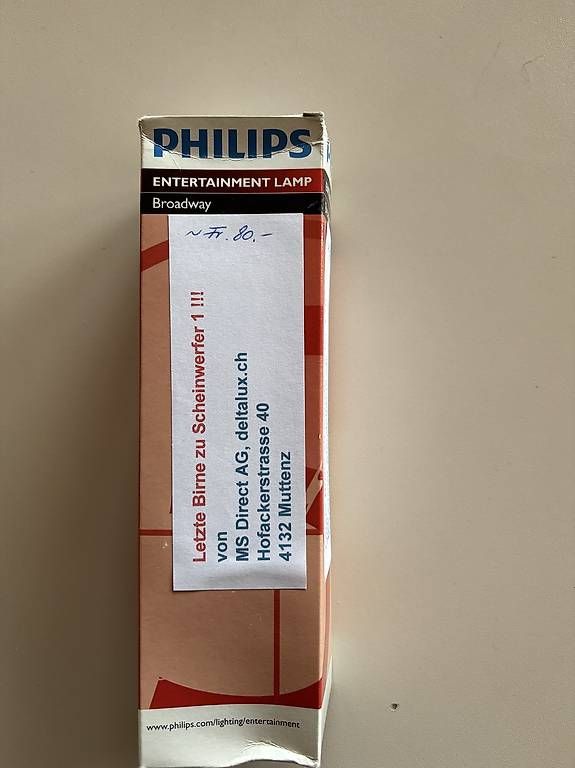 PHILIPS
ENTERTAINMENT LAMP
Broadway
~ Fr. 80.-
Letzte Birne zu Scheinwerfer 1 !!!
von
MS Direct AG, deltalux.ch
Hofackerstrasse 40
4132 Muttenz
www.philips.com/lighting/entertainment